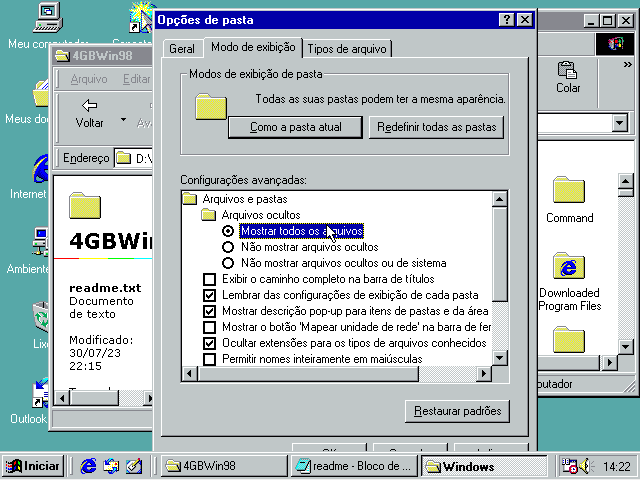 Meu computador
Meus doc
Internet
Ambiente
Lixe
Outlook
4GBWin98
Arquivo Editar
Voltar
Endereço D:\
4GBWin
readme.txt
Documento
de texto
Modificado:
30/07/23
22:15
Opções de pasta
Geral
Modo de exibição
Tipos de arquivo
Modos de exibição de pasta
Todas as suas pastas podem ter a mesma aparência.
Como a pasta atual
Redefinir todas as pastas
Configurações avançadas:
Arquivos e pastas
Arquivos ocultos
Mostrar todos os arquivos
Não mostrar arquivos ocultos
Não mostrar arquivos ocultos ou de sistema
Exibir o caminho completo na barra de títulos
Lembrar das configurações de exibição de cada pasta
Mostrar descrição pop-up para itens de pastas e da área
Mostrar o botão 'Mapear unidade de rede' na barra de fer
Ocultar extensões para os tipos de arquivos conhecidos
Permitir nomes inteiramente em maiúsculas
Restaurar padrões
Colar
»
Command
Downloaded
Program Files
putador
Iniciar
4GBWin98
readme - Bloco de ...
Windows
14:22